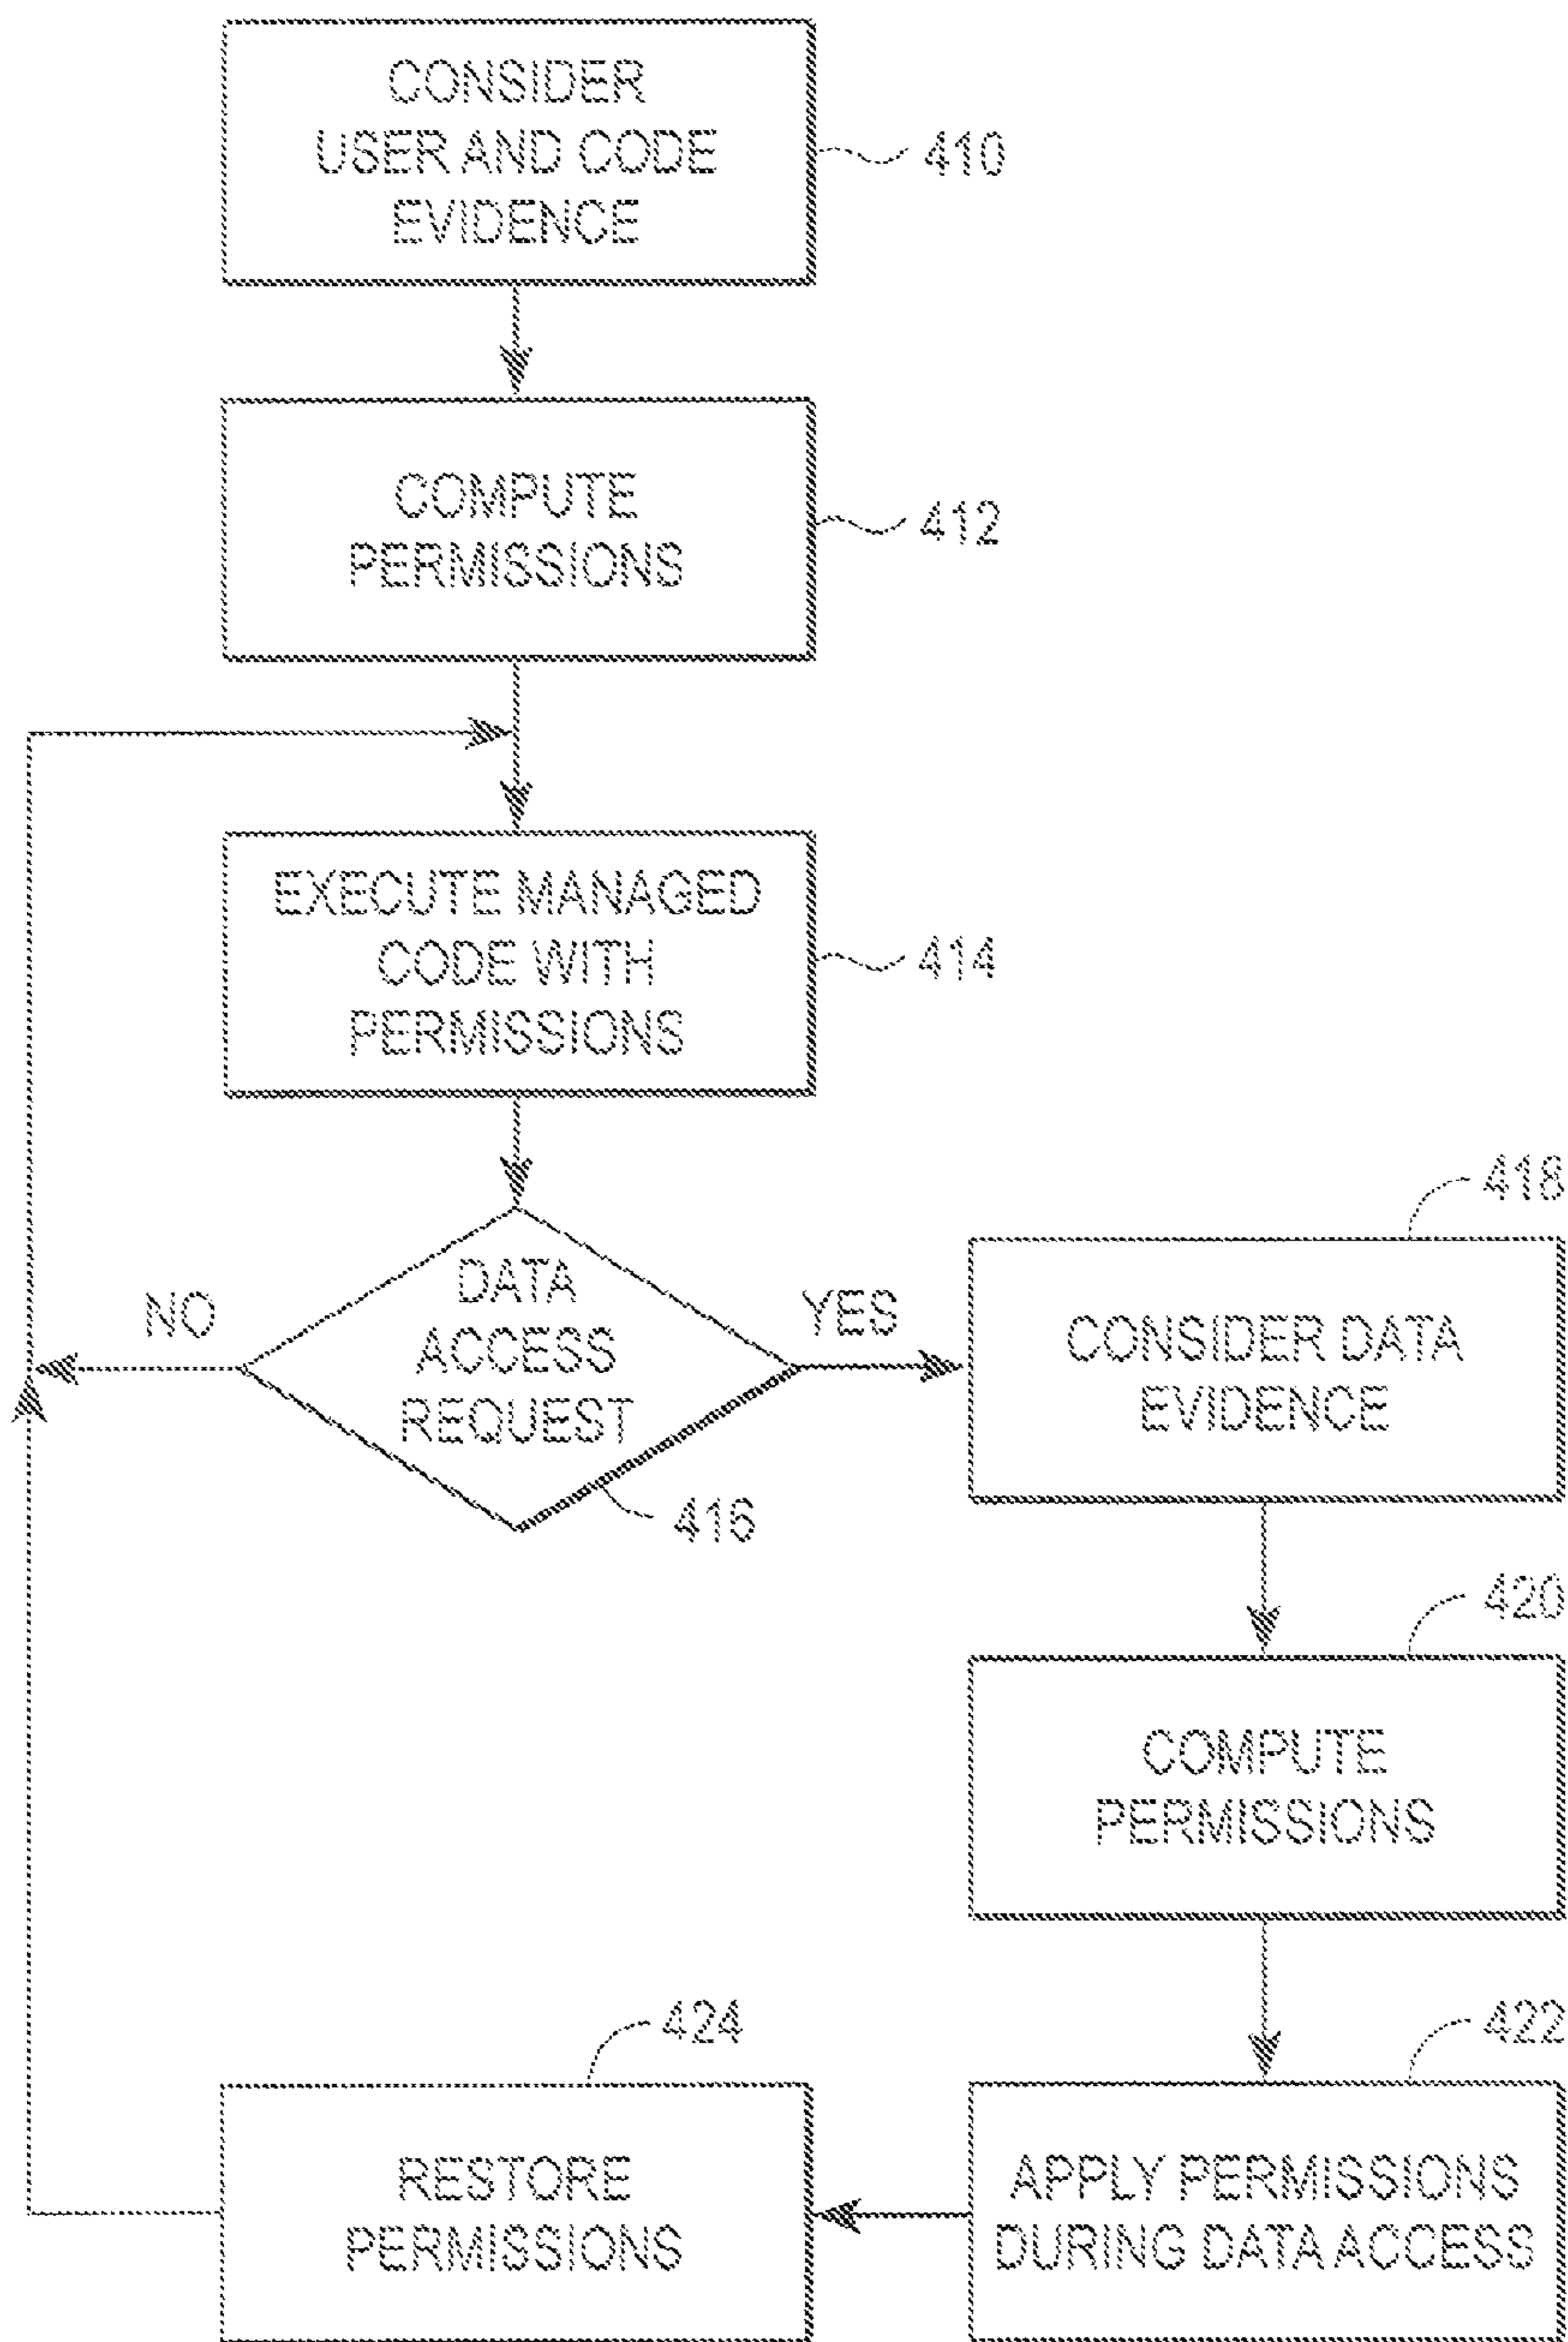 CONSIDER
USER AND CODE
EVIDENCE
410
COMPUTE
PERMISSIONS
412
EXECUTE MANAGED
CODE WITH
PERMISSIONS
414
DATA
ACCESS
REQUEST
NO
YES
416
418
CONSIDER DATA
EVIDENCE
420
COMPUTE
PERMISSIONS
422
APPLY PERMISSIONS
DURING DATA ACCESS
424
RESTORE
PERMISSIONS